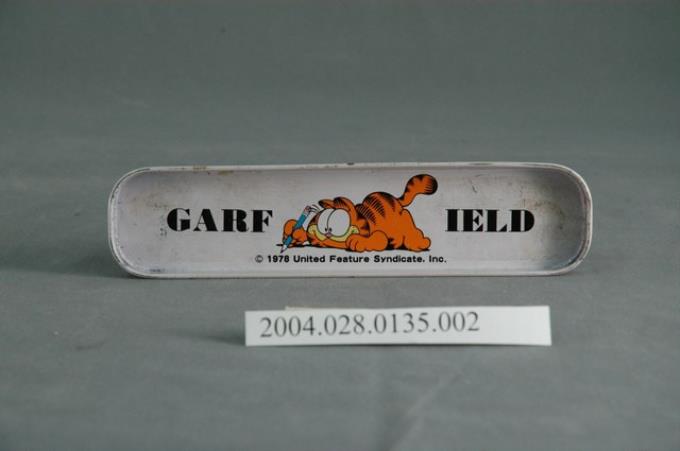 GARF IELD
© 1978 United Feature Syndicate, Inc.
2004.028.0135.002